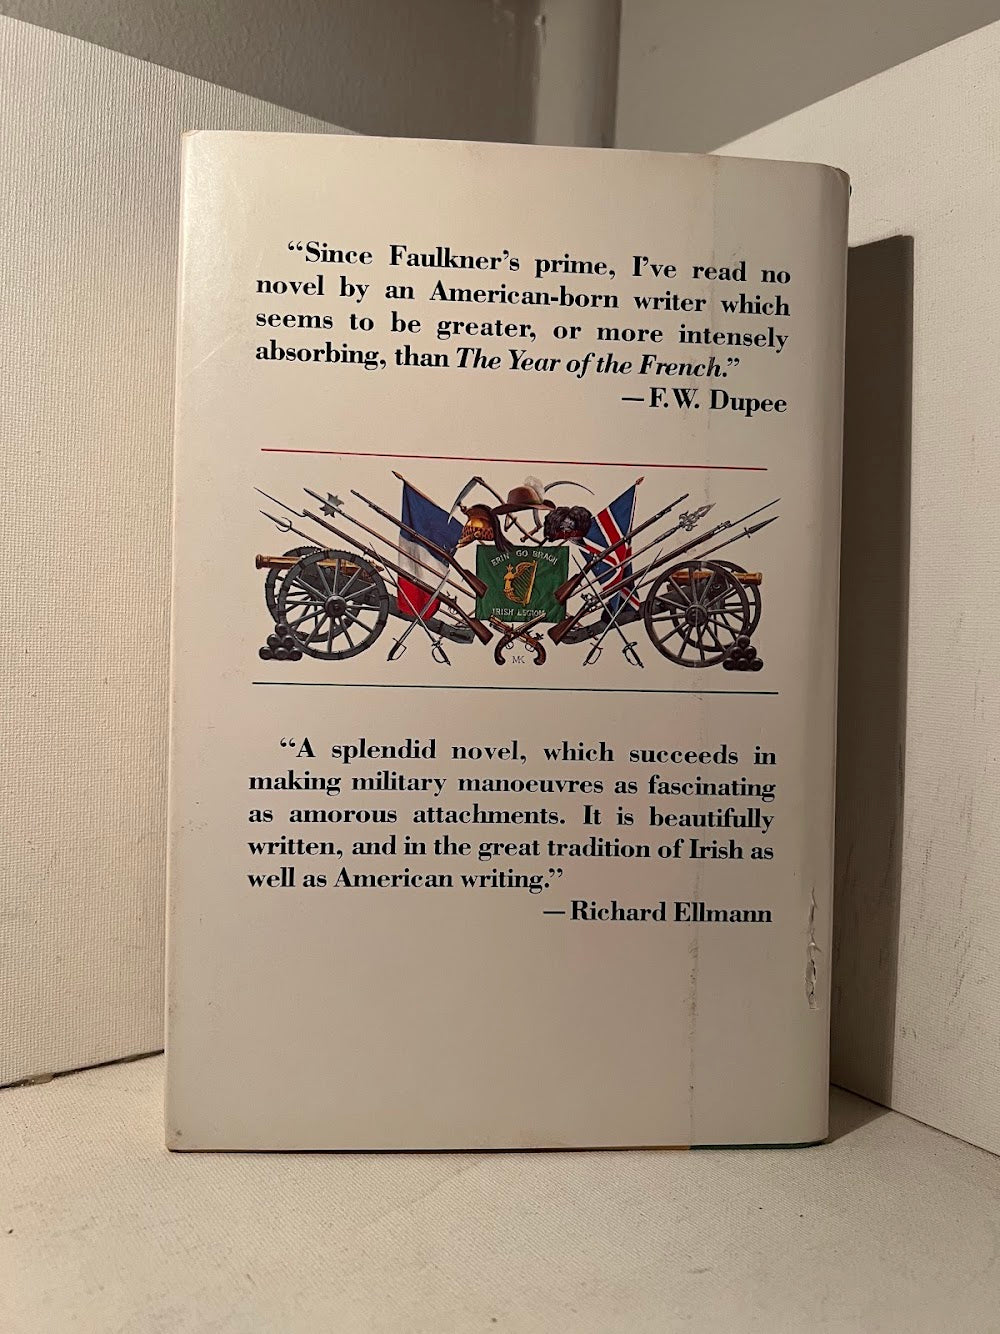 “Since Faulkner’s prime, I’ve read no
novel by an American-born writer which
seems to be greater, or more intensely
absorbing, than The Year of the French.”
—F.W. Dupee
ERIN GO BRAGH
IRISH LEGION
MK
“A splendid novel, which succeeds in
making military manoeuvres as fascinating
as amorous attachments. It is beautifully
written, and in the great tradition of Irish as
well as American writing.”
—Richard Ellmann